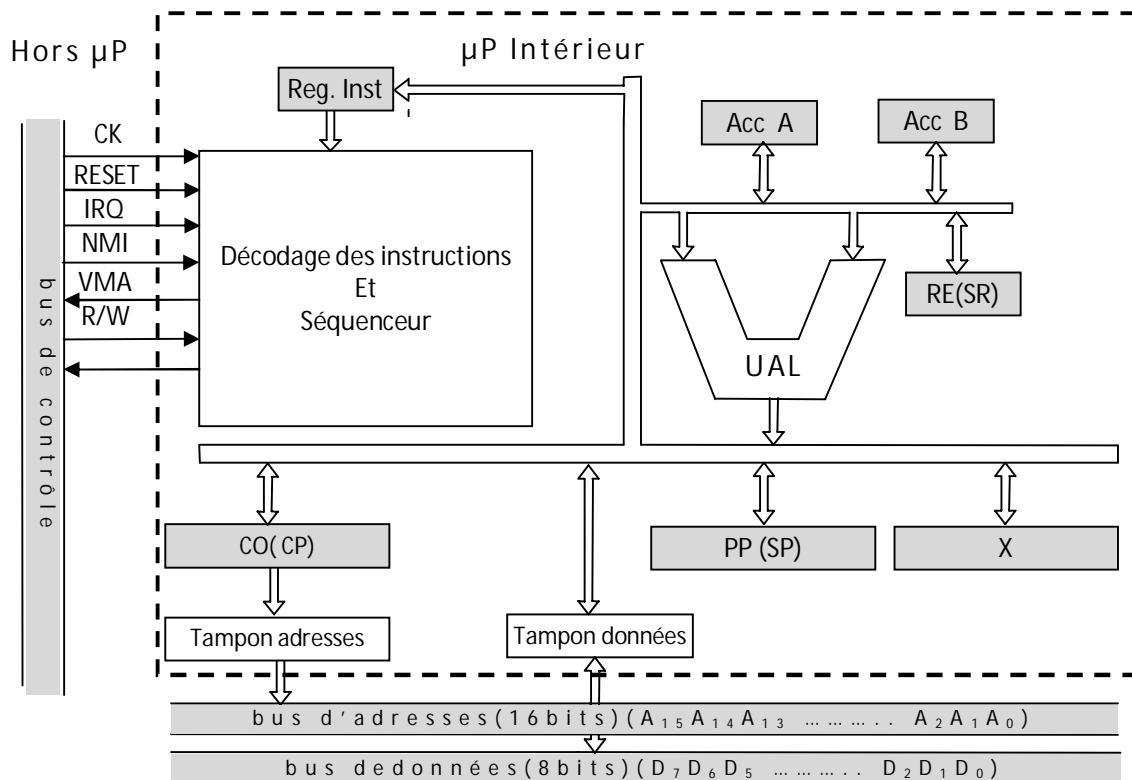 Hors µP
µP Intérieur
Reg. Inst
Acc A
Acc B
CK
RESET
IRQ
NMI
VMA
R/W
Décodage des instructions
Et
Séquenceur
RE(SR)
UAL
bus de contrôle
CO(CP)
PP (SP)
X
Tampon adresses
Tampon données
bus d'adresses(16bits)(A₁₅A₁₄A₁₃ ... ... ... .. A₂A₁A₀)
bus dedonnées(8bits)(D₇D₆D₅ ... ... ... .. D₂D₁D₀)